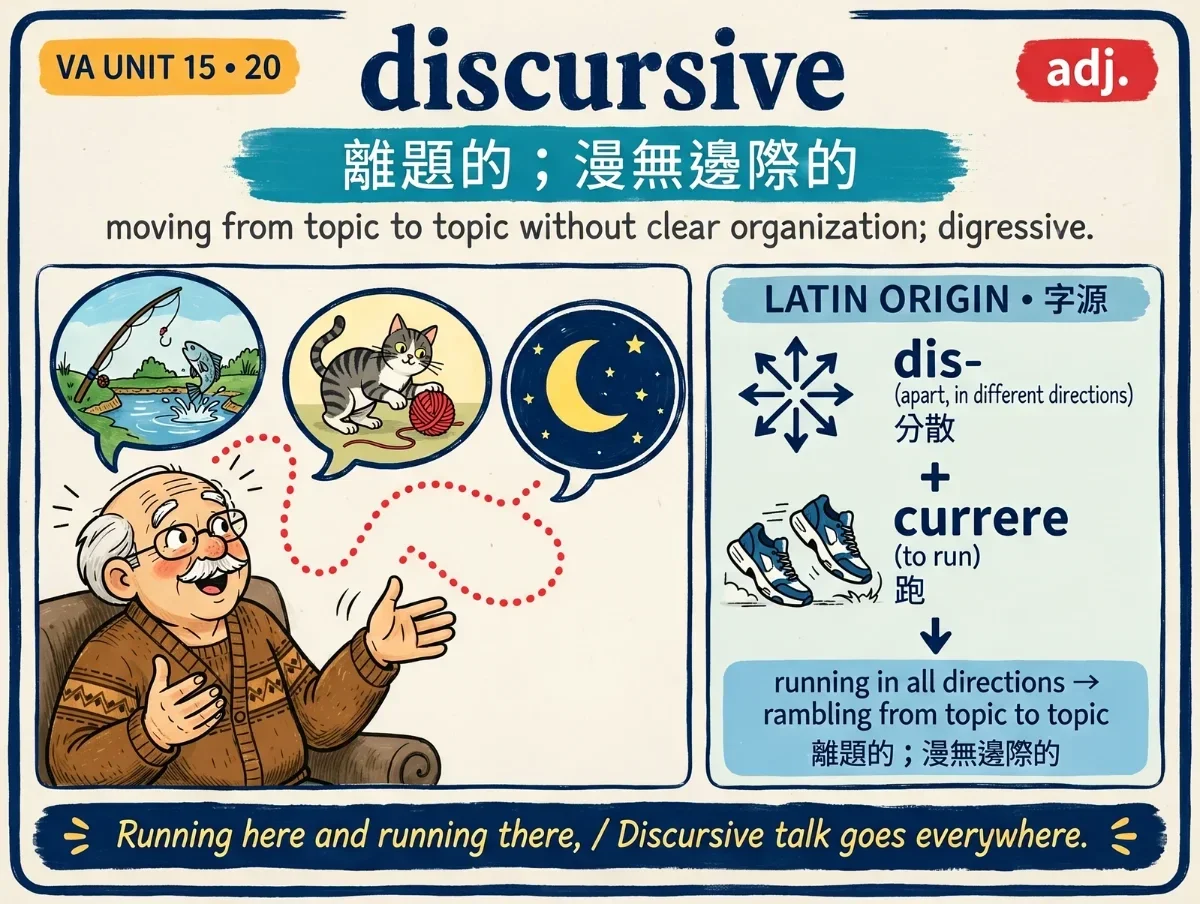 VA UNIT 15 • 20
discursive
adj.
離題的；漫無邊際的
moving from topic to topic without clear organization; digressive.
LATIN ORIGIN • 字源
dis-
(apart, in different directions)
分散
+
currere
(to run)
跑
running in all directions →
rambling from topic to topic
離題的；漫無邊際的
Running here and running there, / Discursive talk goes everywhere.